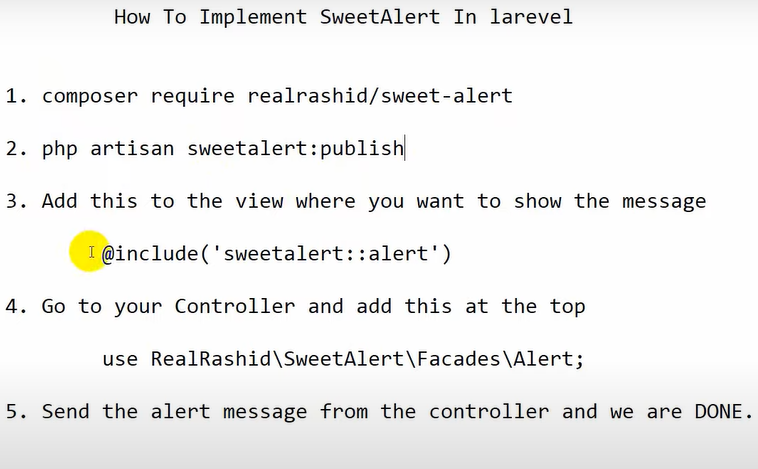 How To Implement SweetAlert In larevel
1. composer require realrashid/sweet-alert
2. php artisan sweetalert:publish
3. Add this to the view where you want to show the message
@include('sweetalert::alert')
4. Go to your Controller and add this at the top
use RealRashid\SweetAlert\Facades\Alert;
5. Send the alert message from the controller and we are DONE.